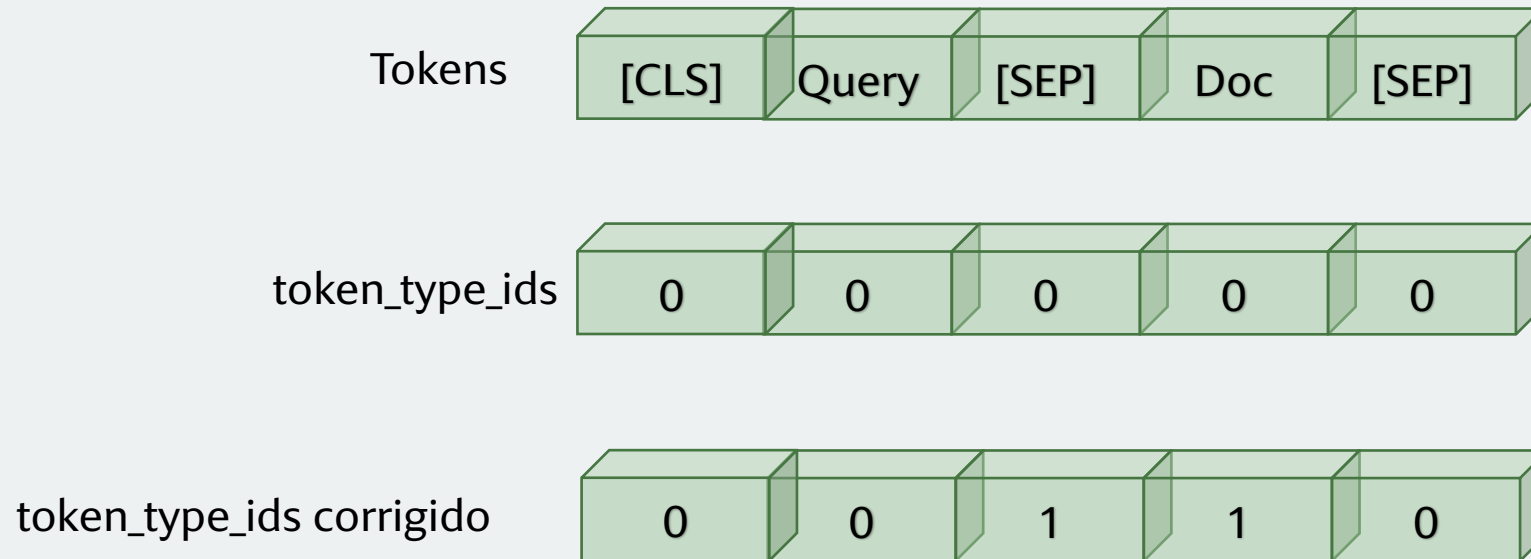 Tokens [CLS] Query [SEP] Doc [SEP]
token_type_ids 0 0 0 0 0
token_type_ids corrigido 0 0 1 1 0